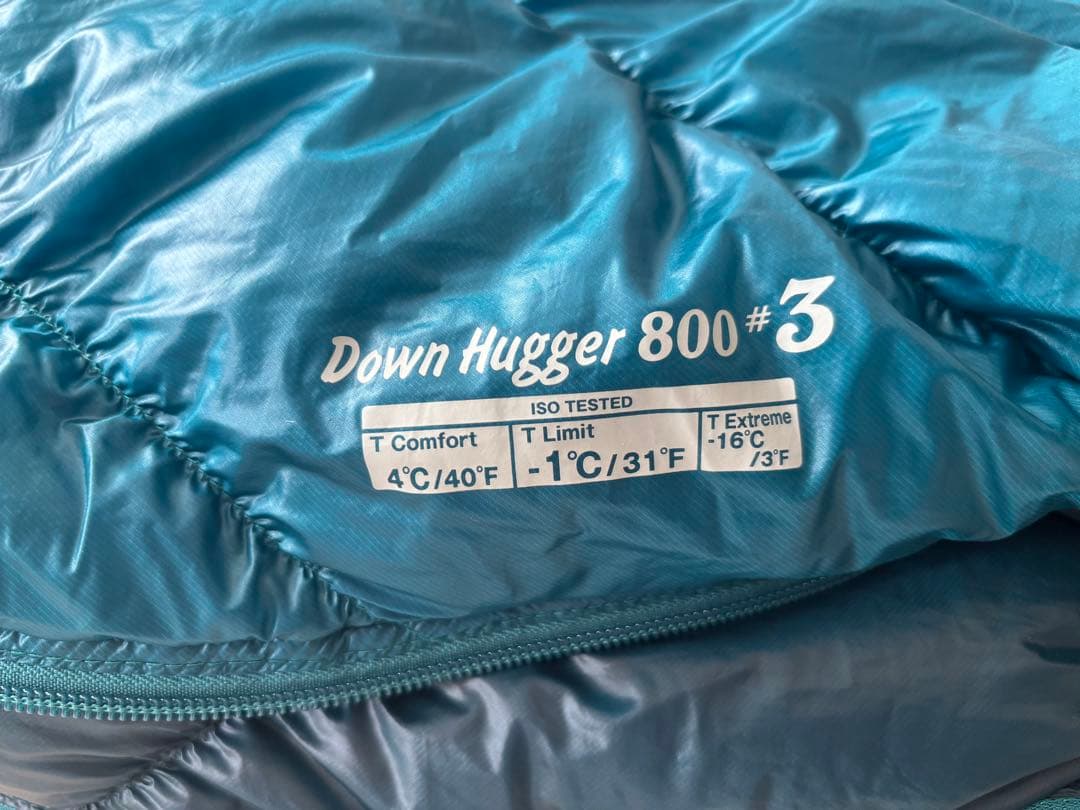 Down Hugger 800 #3
ISO TESTED
T Comfort
4°C/40°F
T Limit
-1°C/31°F
T Extreme
-16°C
/3°F